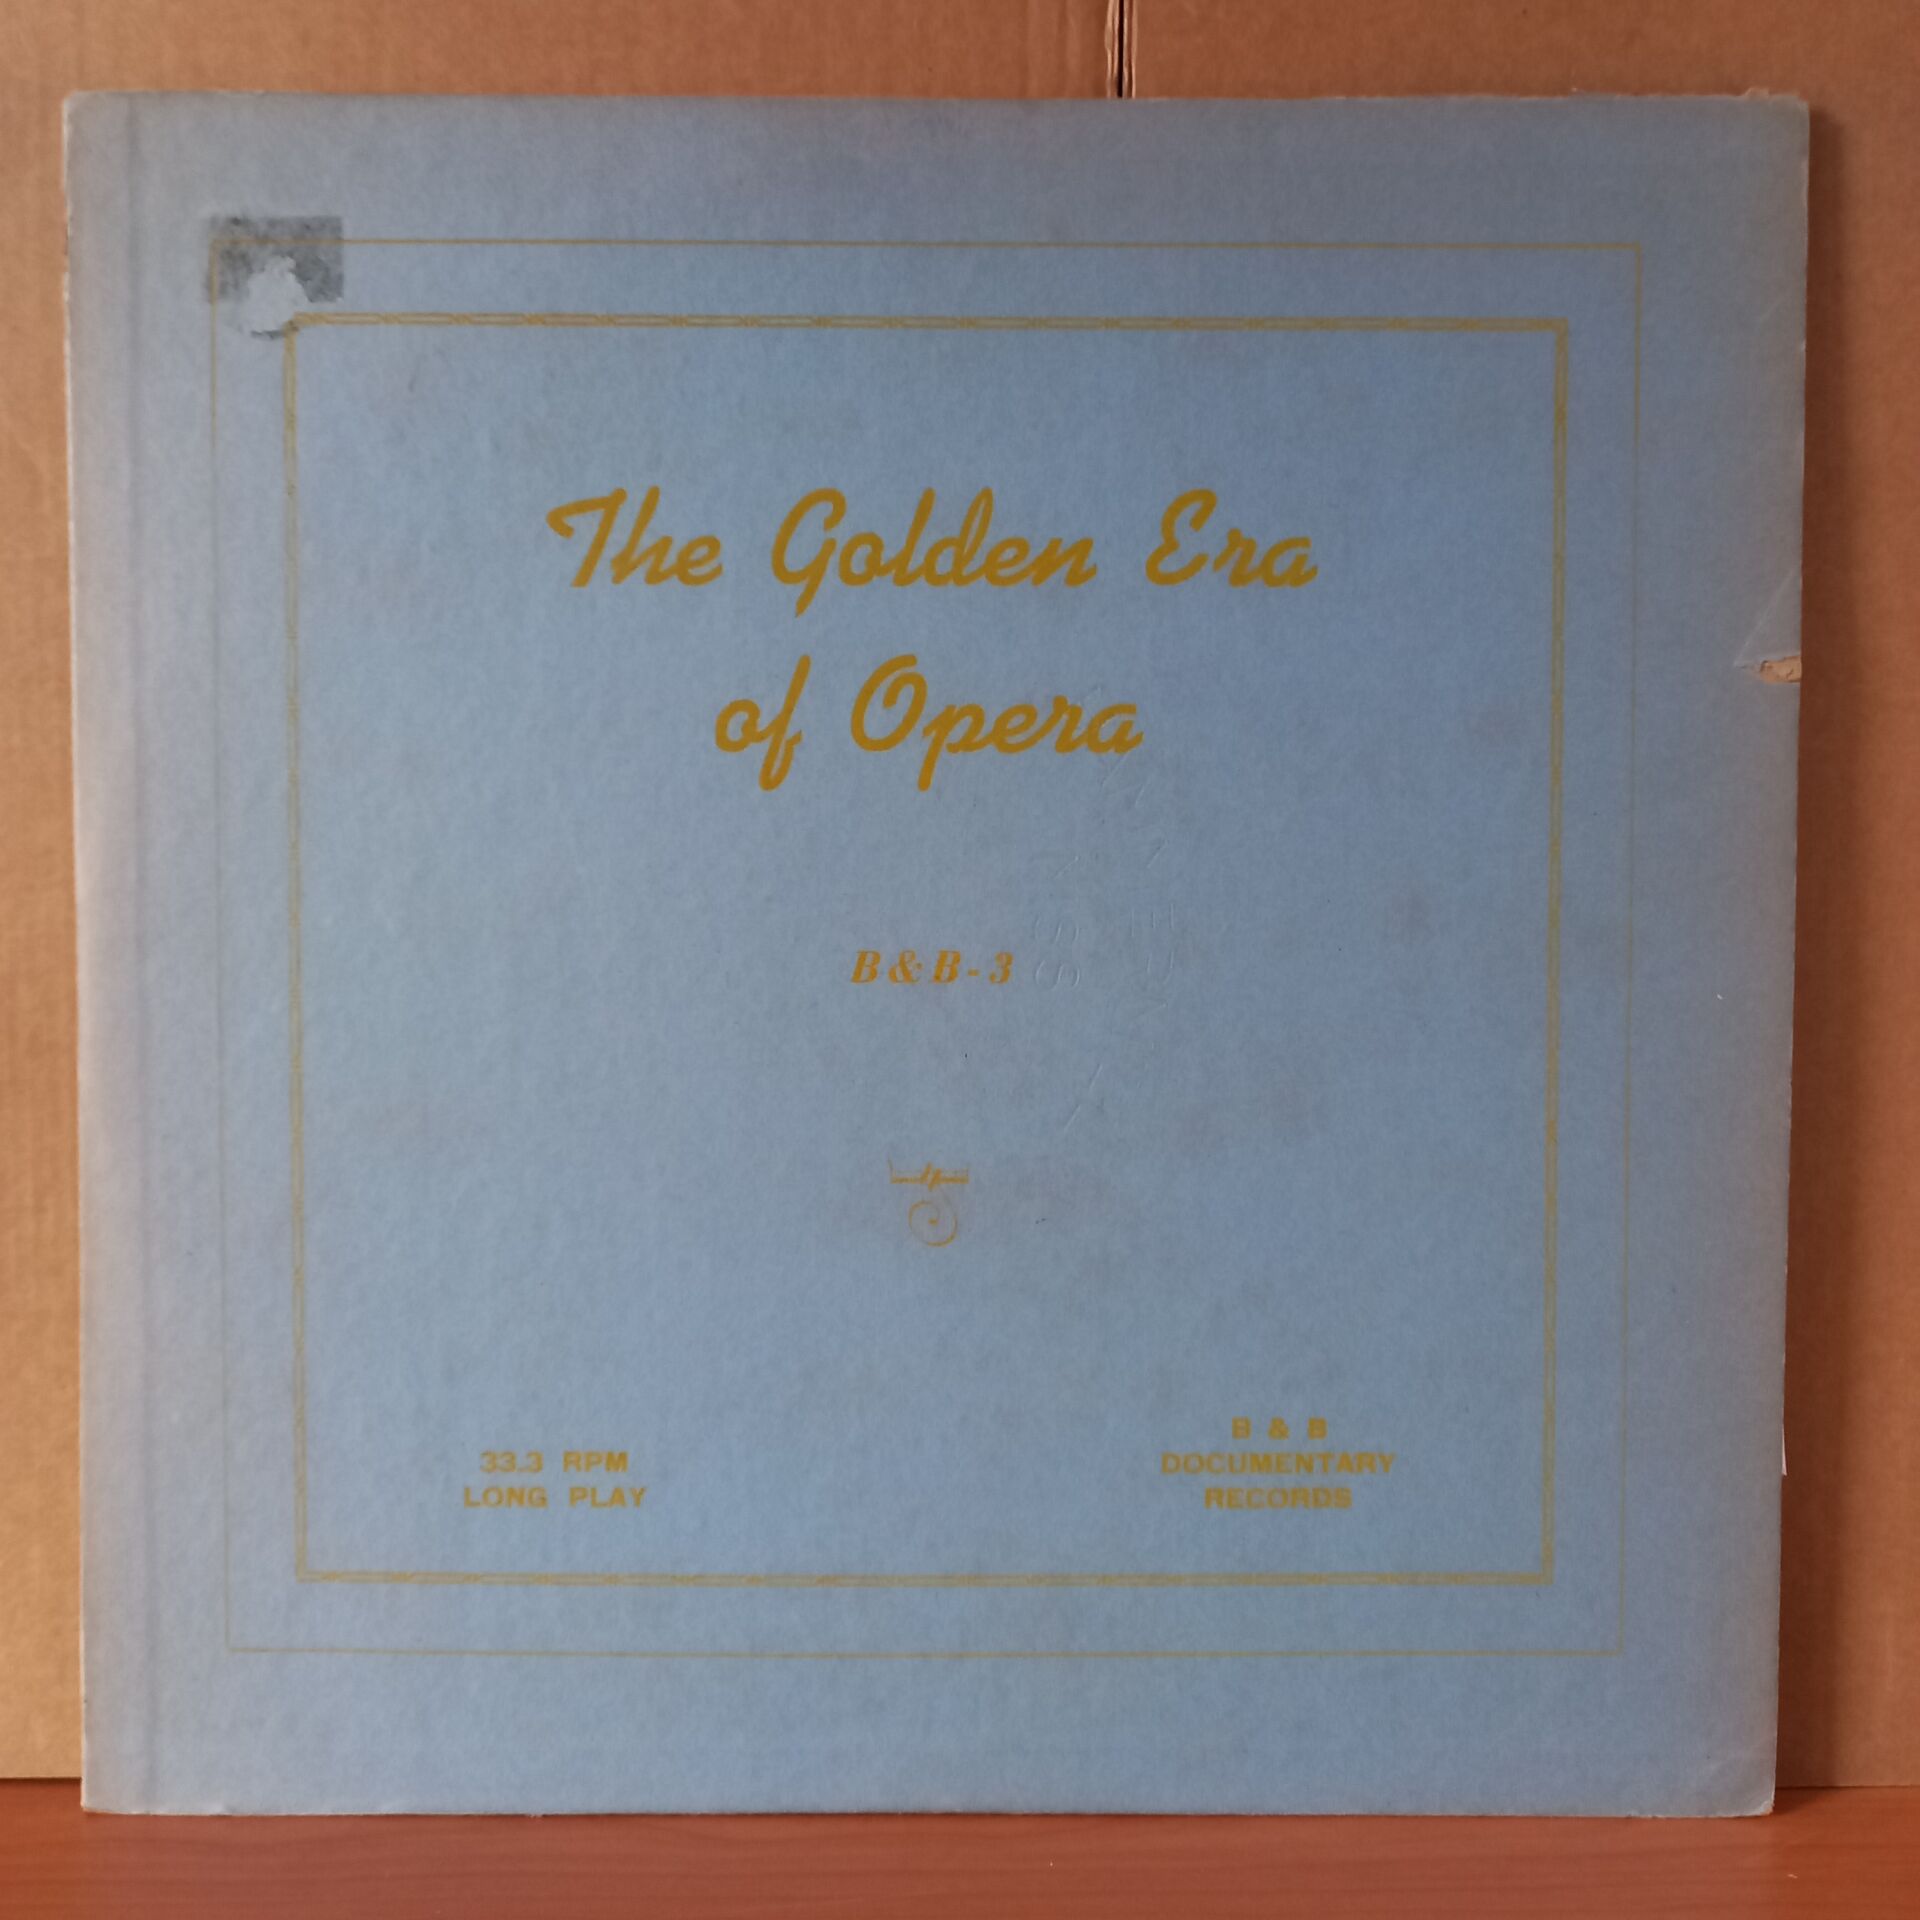 The Golden Era
of Opera
B&B-3
33.3 RPM
LONG PLAY
B & B
DOCUMENTARY
RECORDS